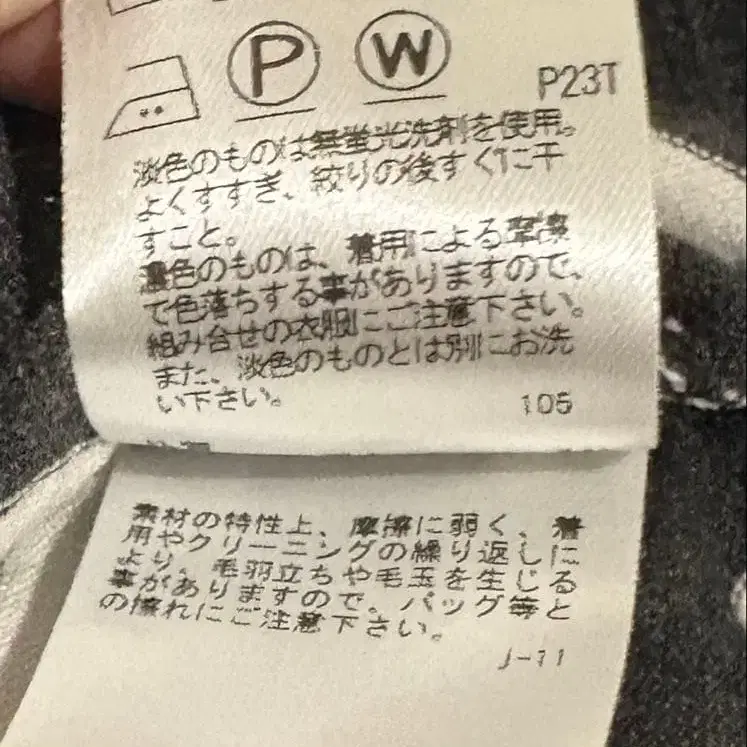 P W
P23T
淡色のものは無蛍光洗剤を使用。
よくすすぎ、絞りの後すぐに干
すこと。
濃色のものは、着用による摩擦
で色落ちする事がありますので、
組み合せの衣服にご注意下さい。
また、淡色のものとは別にお洗
い下さい。
105
素材の特性上、摩擦に弱く、着
用やクリーニングの繰り返しに
より、毛羽立ちや毛玉を生じる
事がありますので。バッグ等と
の擦れにご注意下さい。
J-11